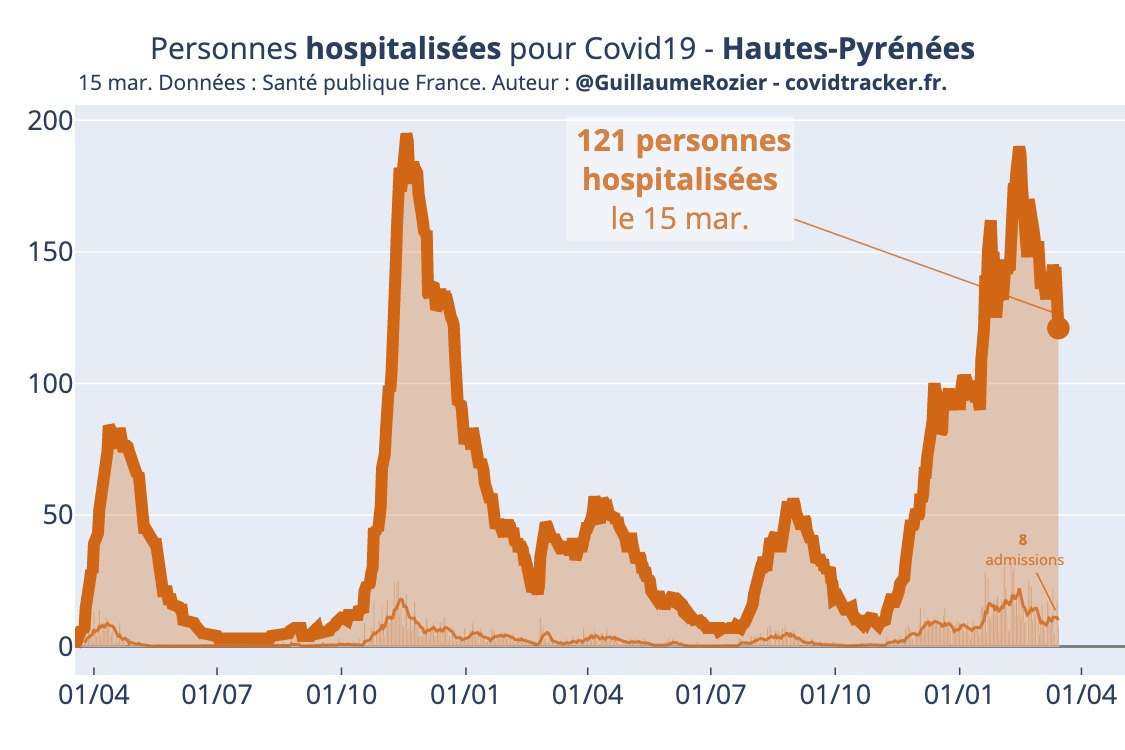 Personnes hospitalisées pour Covid19 - Hautes-Pyrénées
15 mar. Données : Santé publique France. Auteur : @GuillaumeRozier - covidtracker.fr.
200
121 personnes
hospitalisées
le 15 mar.
150
100
50
8
admissions
0
01/04 01/07 01/10 01/01 01/04 01/07 01/10 01/01 01/04